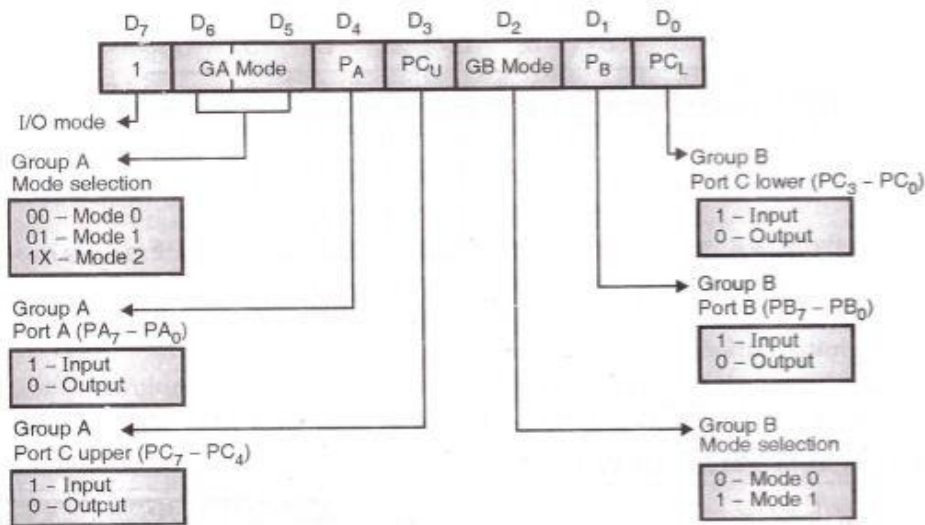 D7 D6 D5 D4 D3 D2 D1 D0
1 GA Mode PA PCU GB Mode PB PCL
I/O mode
Group A
Mode selection
00 – Mode 0
01 – Mode 1
1X – Mode 2
Group A
Port A (PA7 – PA0)
1 – Input
0 – Output
Group A
Port C upper (PC7 – PC4)
1 – Input
0 – Output
Group B
Port C lower (PC3 – PC0)
1 – Input
0 – Output
Group B
Port B (PB7 – PB0)
1 – Input
0 – Output
Group B
Mode selection
0 – Mode 0
1 – Mode 1